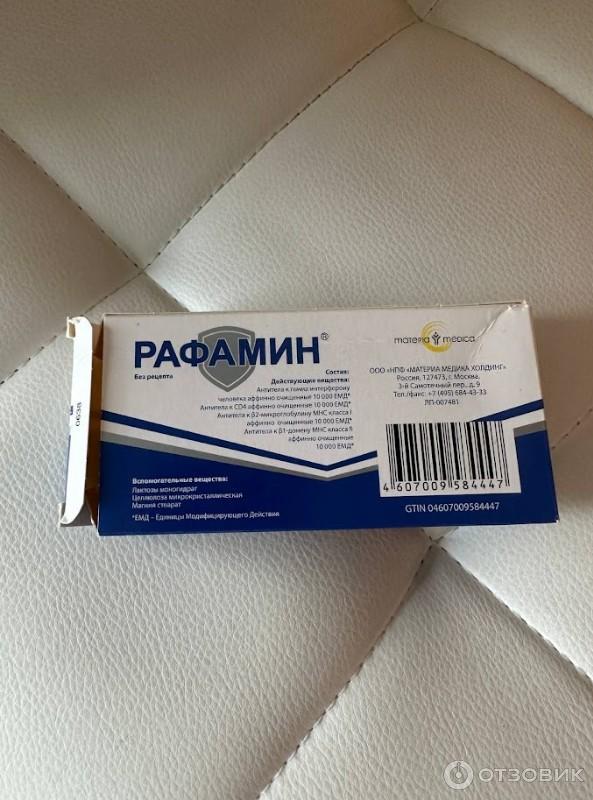 РАФАМИН®
Без рецепта
Состав:
Действующие вещества:
Антитела к гамма интерферону
человека аффинно очищенные 10 000 ЕМД*
Антитела к CD4 аффинно очищенные 10 000 ЕМД*
Антитела к β2-микроглобулину МНС класса I
аффинно очищенные 10 000 ЕМД*
Антитела к β1-домену МНС класса II
аффинно очищенные
10 000 ЕМД*
Вспомогательные вещества:
Лактозы моногидрат
Целлюлоза микрокристаллическая
Магния стеарат
*ЕМД – Единицы Модифицирующего Действия
materia medica
ООО «НПФ «МАТЕРИА МЕДИКА ХОЛДИНГ»
Россия, 127473, г. Москва,
3-й Самотечный пер., д. 9
Тел./факс: +7 (495) 684-43-33
ЛП-007481
4 607009 584447
GTIN 04607009584447
0638
ОТЗОВИК